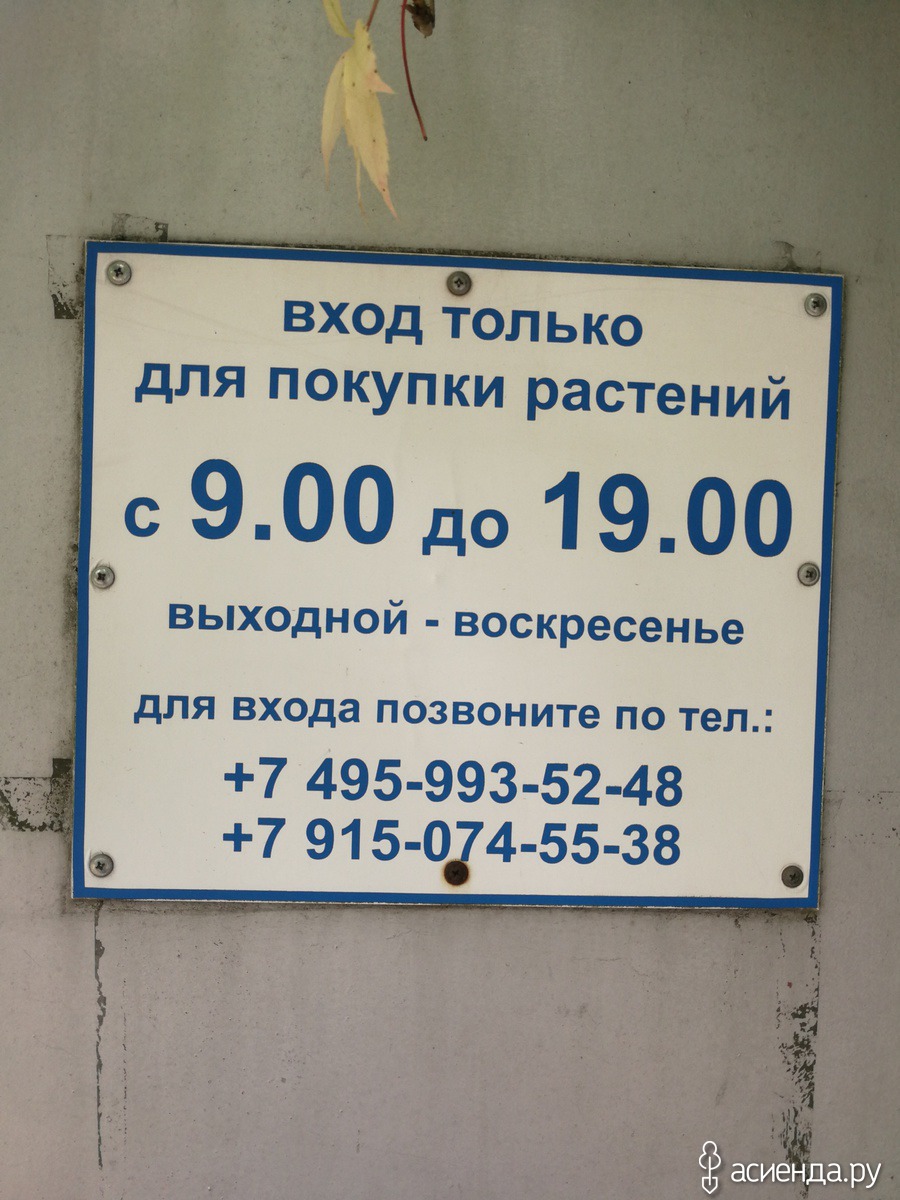 вход только
для покупки растений
с 9.00 до 19.00
выходной - воскресенье
для входа позвоните по тел.:
+7 495-993-52-48
+7 915-074-55-38
асиенда.ру